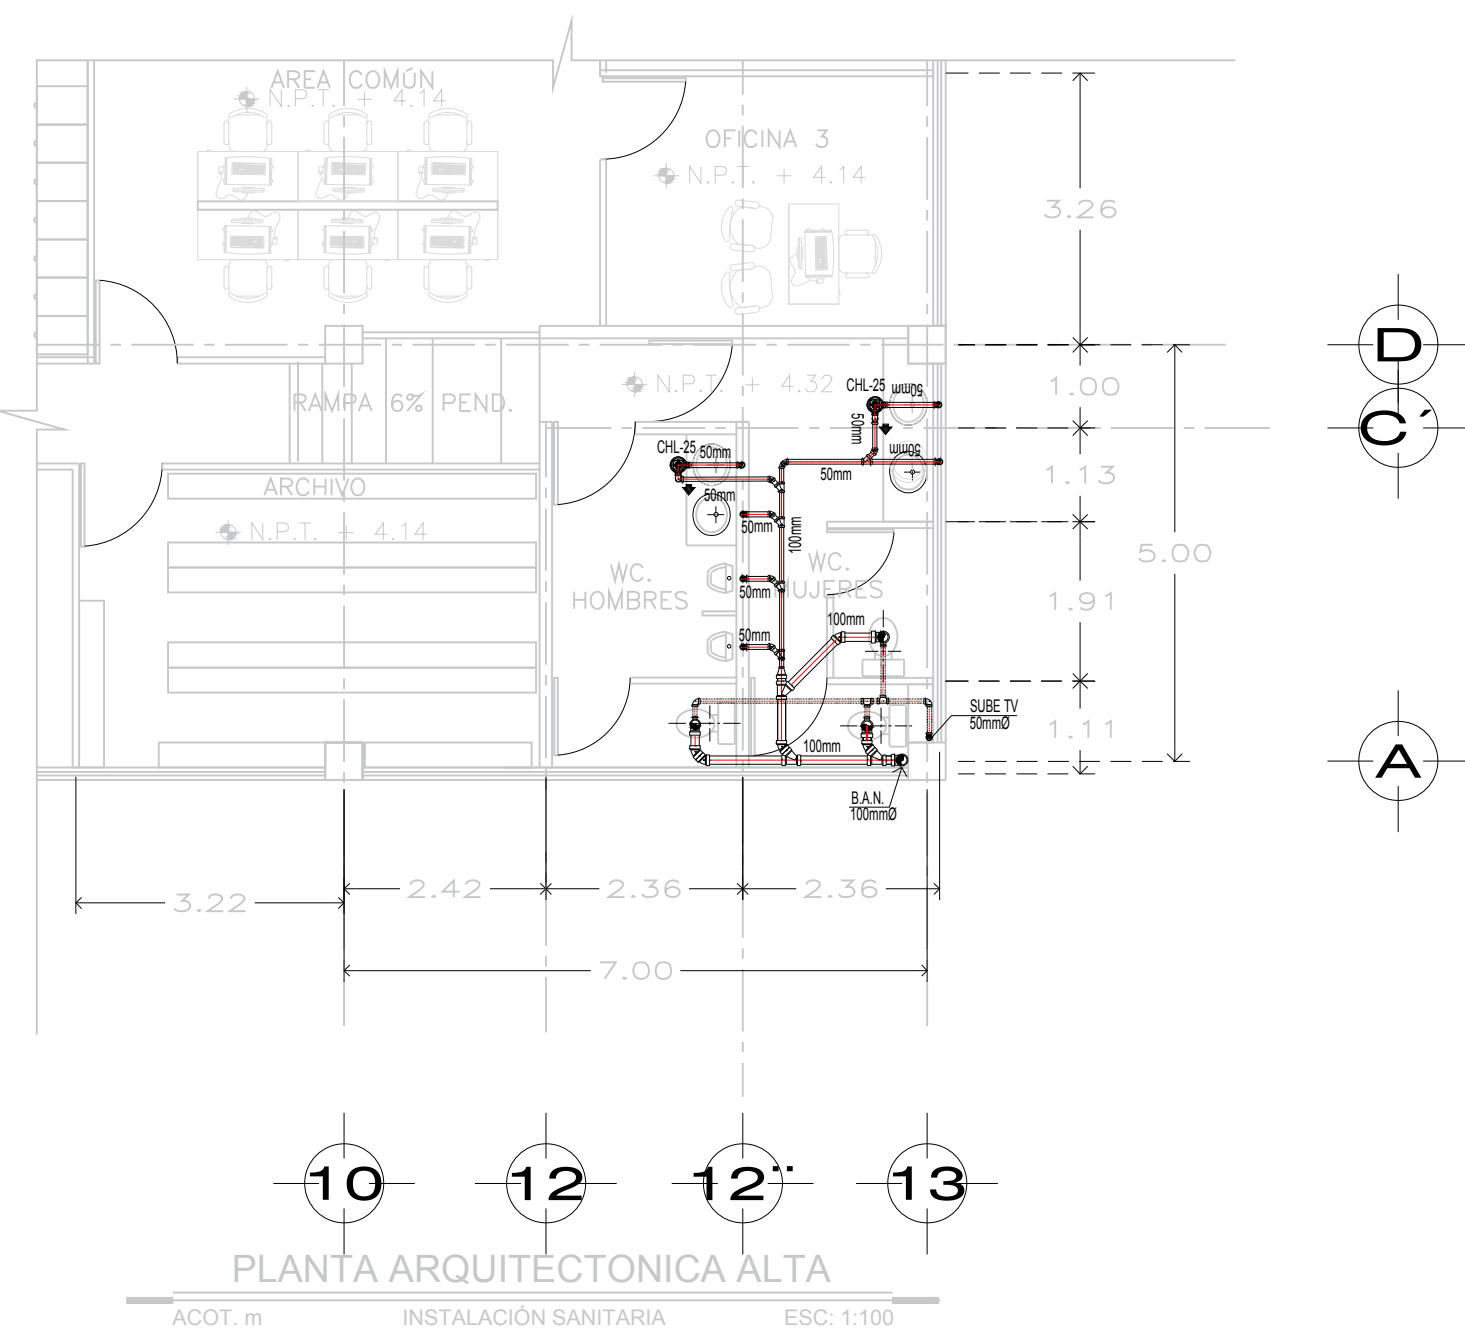 AREA COMÚN
N.P.T. + 4.14
OFICINA 3
N.P.T. + 4.14
3.26
D
N.P.T. + 4.32
CHL-25
50mm
1.00
RAMPA 6% PEND.
50mm
C´
CHL-25
50mm
50mm
50mm
1.13
ARCHIVO
50mm
N.P.T. + 4.14
50mm
100mm
5.00
WC.
HOMBRES
WC.
MUJERES
50mm
1.91
100mm
50mm
SUBE TV
50mmØ
1.11
100mm
A
B.A.N.
100mmØ
3.22
2.42
2.36
2.36
7.00
10
12
12¨
13
PLANTA ARQUITECTONICA ALTA
ACOT. m
INSTALACIÓN SANITARIA
ESC: 1:100